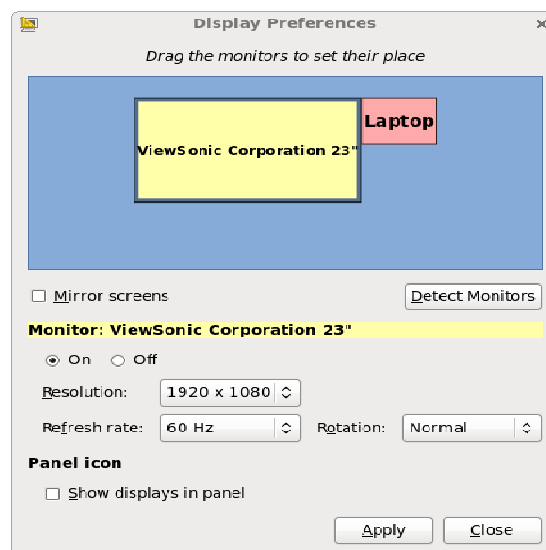 Display Preferences
Drag the monitors to set their place
Laptop
ViewSonic Corporation 23"
Mirror screens
Detect Monitors
Monitor: ViewSonic Corporation 23"
On Off
Resolution: 1920 x 1080
Refresh rate: 60 Hz Rotation: Normal
Panel icon
Show displays in panel
Apply Close